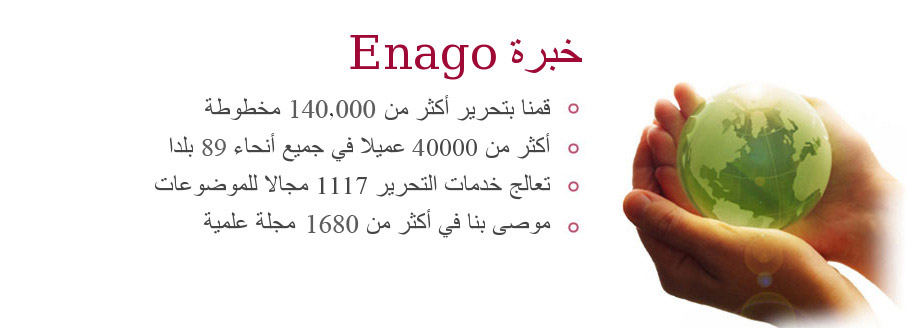 خبرة Enago
قمنا بتحرير أكثر من 140,000 مخطوطة
أكثر من 40000 عميلا في جميع أنحاء 89 بلدا
تعالج خدمات التحرير 1117 مجالا للموضوعات
موصى بنا في أكثر من 1680 مجلة علمية